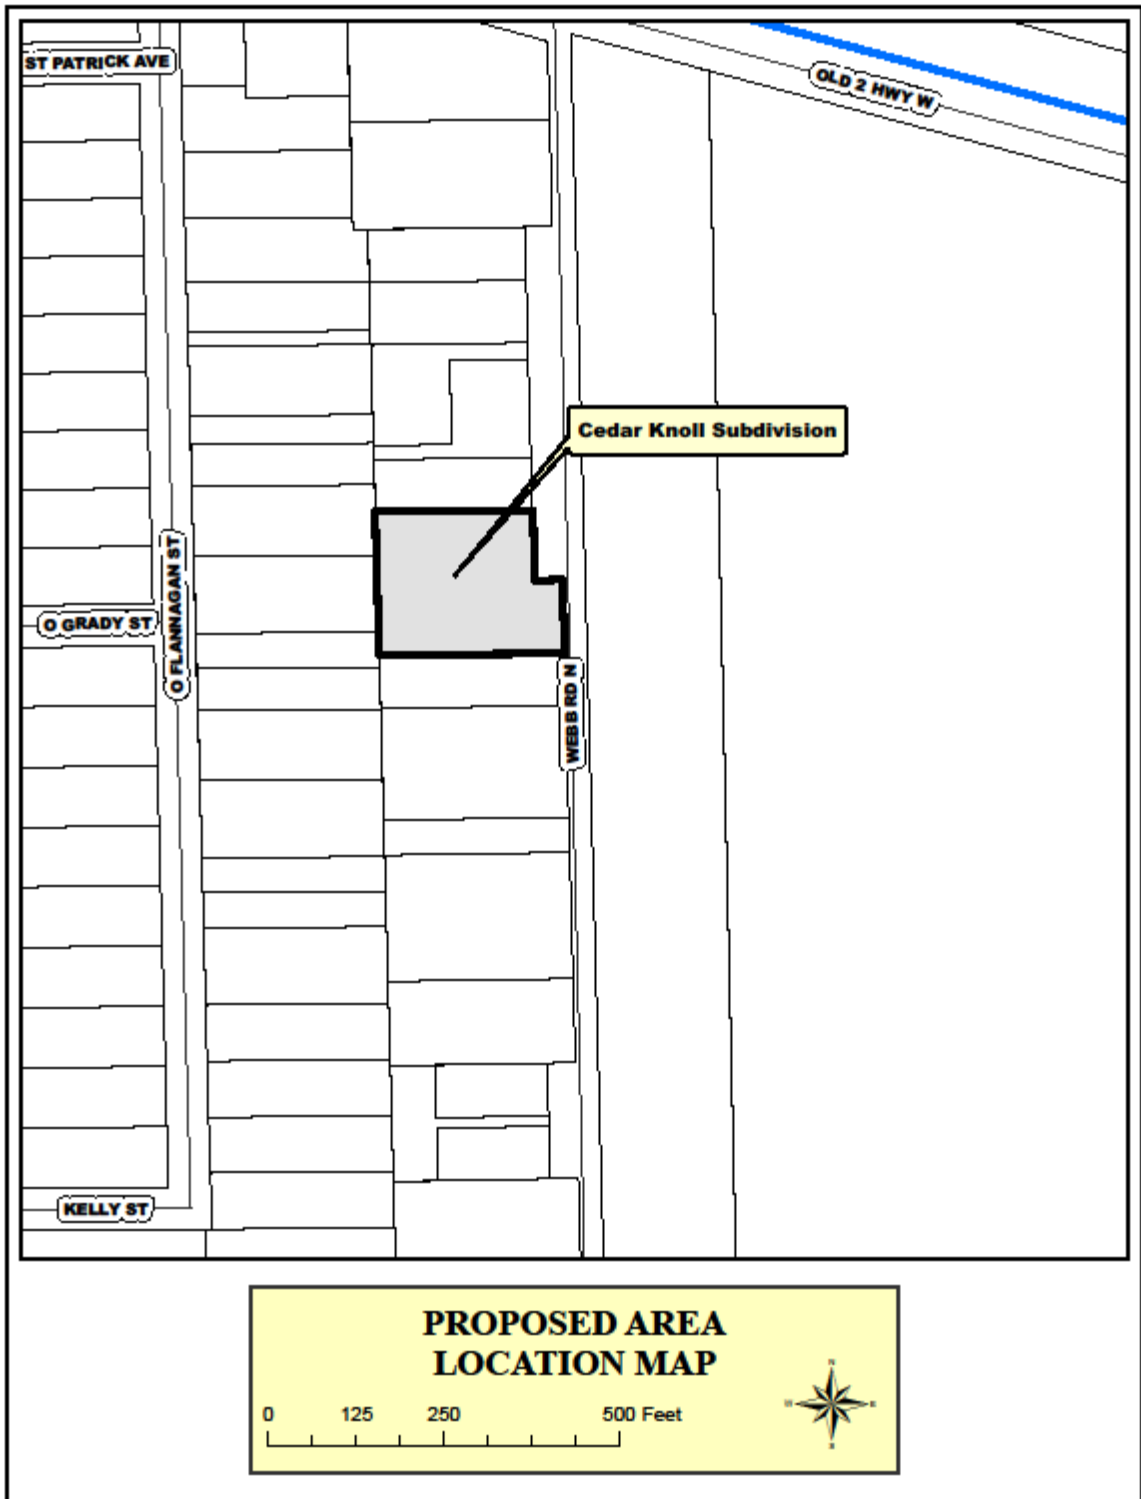 ST PATRICK AVE
OLD 2 HWY W
Cedar Knoll Subdivision
O FLANNAGAN ST
O GRADY ST
WEBB RD N
KELLY ST
PROPOSED AREA
LOCATION MAP
0 125 250 500 Feet
N
W E
S